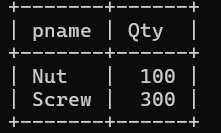 +-------+-------+
| pname | Qty   |
+-------+-------+
| Nut   |   100 |
| Screw |   300 |
+-------+-------+